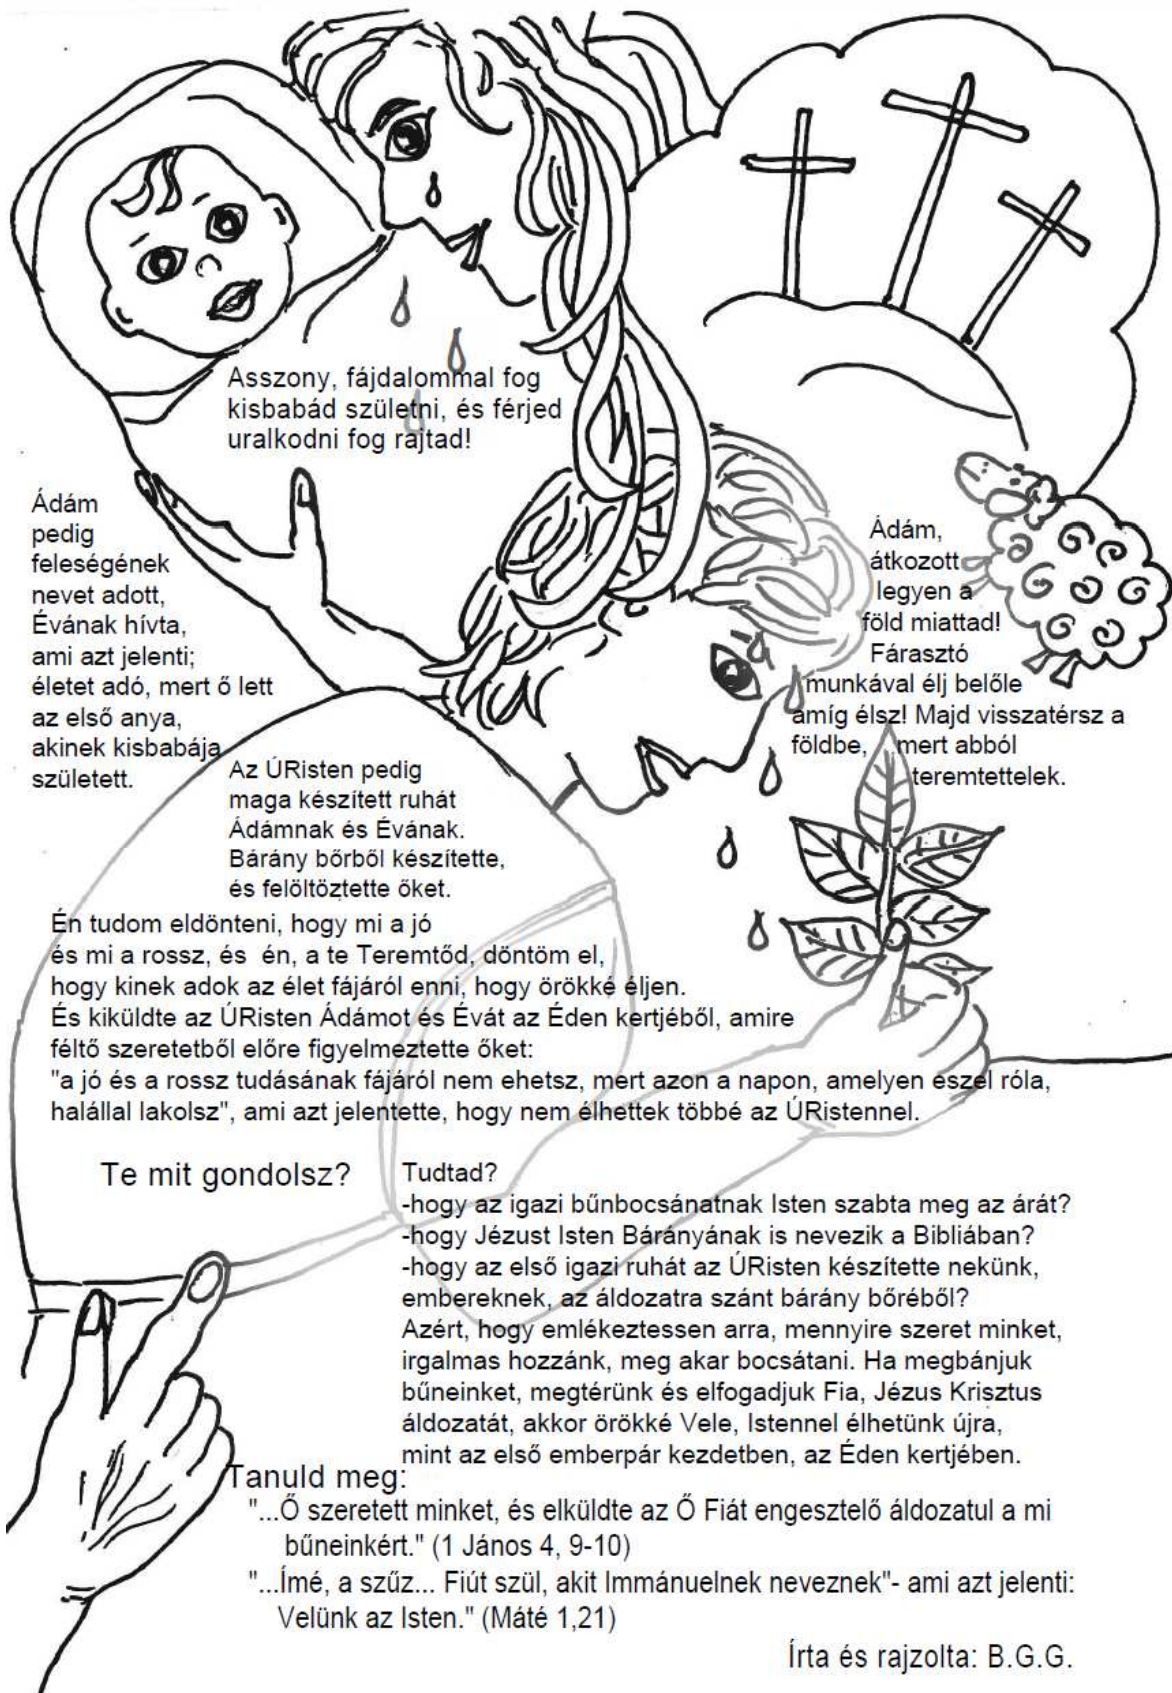 Asszony, fájdalommal fog
kisbabád születni, és férjed
uralkodni fog rajtad!
Ádám
pedig
feleségének
nevet adott,
Évának hívta,
ami azt jelenti;
életet adó, mert ő lett
az első anya,
akinek kisbabája
született.
Ádám,
átkozott
legyen a
föld miattad!
Fárasztó
munkával élj belőle
amíg élsz! Majd visszatérsz a
földbe, mert abból
teremtettelek.
Az ÚRisten pedig
maga készített ruhát
Ádámnak és Évának.
Bárány bőrből készítette,
és felöltöztette őket.
Én tudom eldönteni, hogy mi a jó
és mi a rossz, és én, a te Teremtőd, döntöm el,
hogy kinek adok az élet fájáról enni, hogy örökké éljen.
És kiküldte az ÚRisten Ádámot és Évát az Éden kertjéből, amire
féltő szeretetből előre figyelmeztette őket:
"a jó és a rossz tudásának fájáról nem ehetsz, mert azon a napon, amelyen eszel róla,
halállal lakolsz", ami azt jelentette, hogy nem élhettek többé az ÚRistennel.
Te mit gondolsz?
Tudtad?
-hogy az igazi bűnbocsánatnak Isten szabta meg az árát?
-hogy Jézust Isten Bárányának is nevezik a Bibliában?
-hogy az első igazi ruhát az ÚRisten készítette nekünk,
embereknek, az áldozatra szánt bárány bőréből?
Azért, hogy emlékeztessen arra, mennyire szeret minket,
irgalmas hozzánk, meg akar bocsátani. Ha megbánjuk
bűneinket, megtérünk és elfogadjuk Fia, Jézus Krisztus
áldozatát, akkor örökké Vele, Istennel élhetünk újra,
mint az első emberpár kezdetben, az Éden kertjében.
Tanuld meg:
"...Ő szeretett minket, és elküldte az Ő Fiát engesztelő áldozatul a mi
bűneinkért." (1 János 4, 9-10)
"...Ímé, a szűz... Fiút szül, akit Immánuelnek neveznek"- ami azt jelenti:
Velünk az Isten." (Máté 1,21)
Írta és rajzolta: B.G.G.